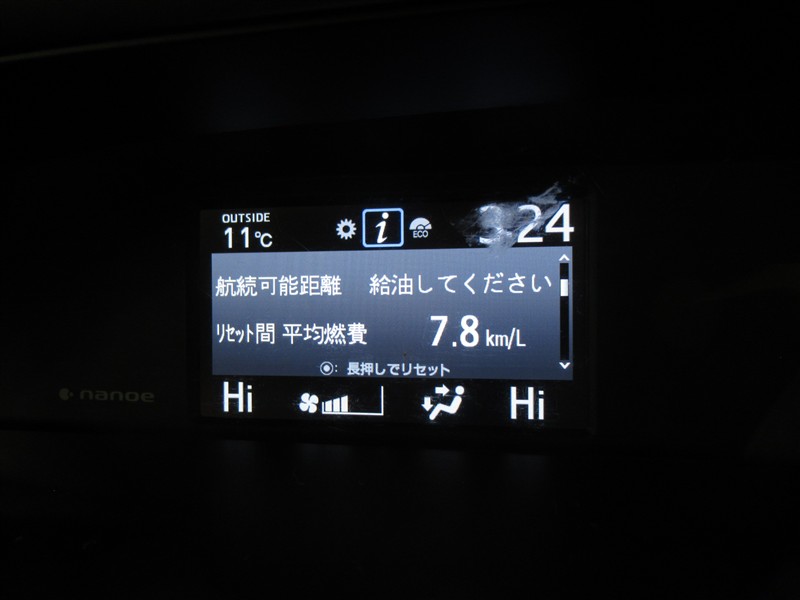 OUTSIDE
11℃
i
ECO
3:24
航続可能距離 給油してください
ﾘｾｯﾄ間 平均燃費 7.8 km/L
◉: 長押しでリセット
Hi Hi
nanoe